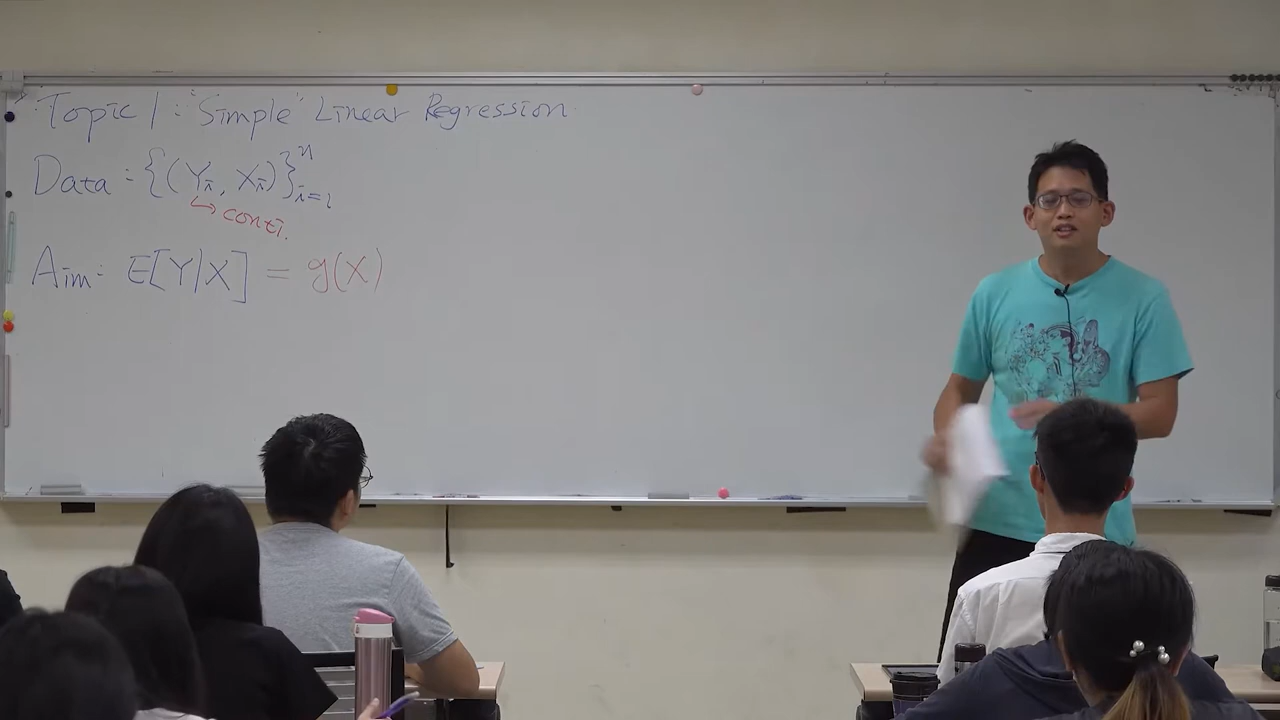 Topic 1 : "Simple" Linear Regression
Data : {(Yi, Xi)}ⁿi=1
↳ conti.
Aim : E[Y|X] = g(X)